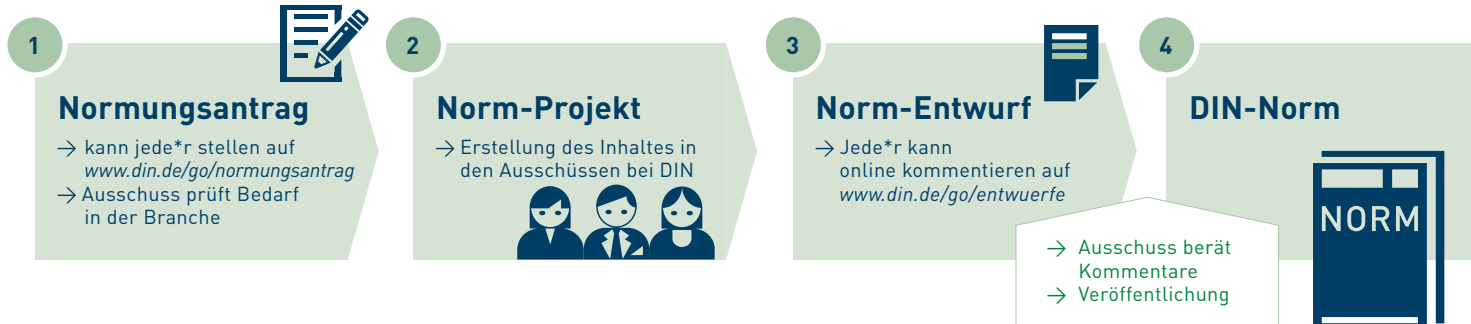 1
Normungsantrag
→ kann jede*r stellen auf
www.din.de/go/normungsantrag
→ Ausschuss prüft Bedarf
in der Branche
2
Norm-Projekt
→ Erstellung des Inhaltes in
den Ausschüssen bei DIN
3
Norm-Entwurf
→ Jede*r kann
online kommentieren auf
www.din.de/go/entwuerfe
→ Ausschuss berät
Kommentare
→ Veröffentlichung
4
DIN-Norm
NORM